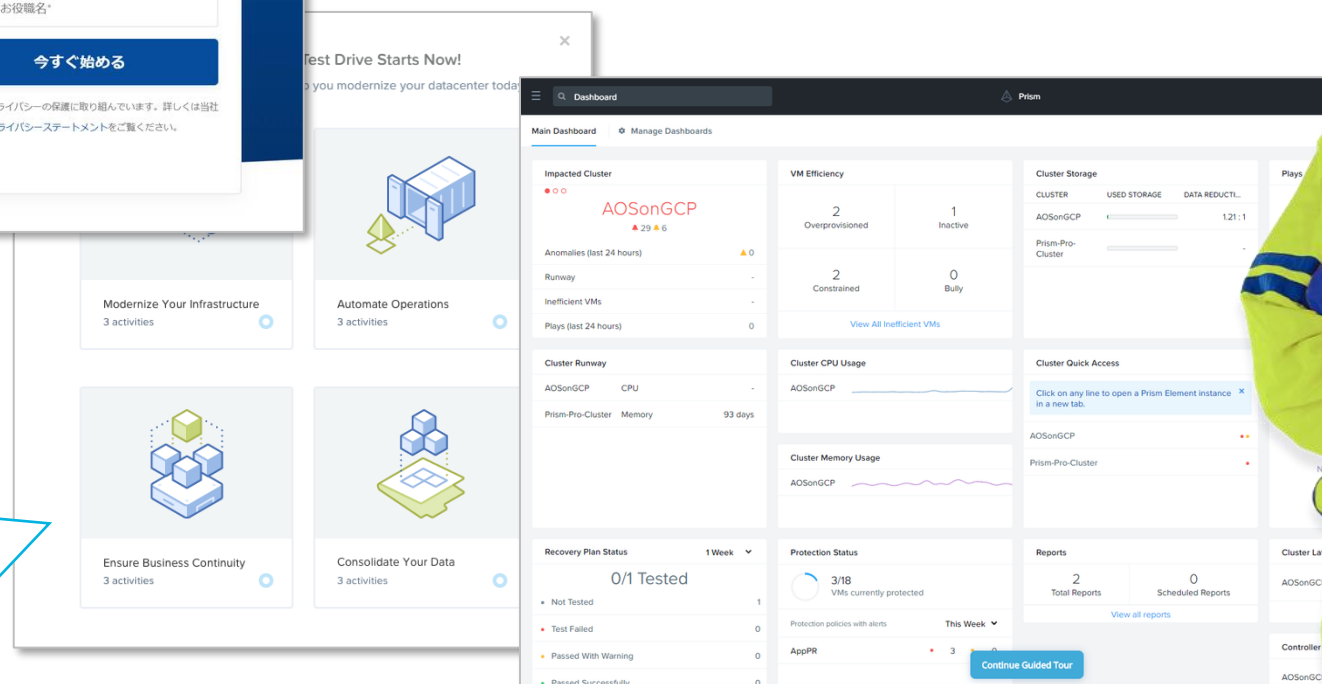 お役職名*
今すぐ始める
ライバシーの保護に取り組んでいます。詳しくは当社
ライバシーステートメントをご覧ください。
Test Drive Starts Now!
you modernize your datacenter today
Modernize Your Infrastructure
3 activities
Automate Operations
3 activities
Ensure Business Continuity
3 activities
Consolidate Your Data
3 activities
Dashboard
Prism
Main Dashboard
Manage Dashboards
Impacted Cluster
AOSonGCP
29 6
Anomalies (last 24 hours) 0
Runway -
Inefficient VMs -
Plays (last 24 hours) 0
VM Efficiency
2 1
Overprovisioned Inactive
2 0
Constrained Bully
View All Inefficient VMs
Cluster Storage
CLUSTER USED STORAGE DATA REDUCTI...
AOSonGCP 1.21 : 1
Prism-Pro- -
Cluster
Plays
Cluster Runway
AOSonGCP CPU -
Prism-Pro-Cluster Memory 93 days
Cluster CPU Usage
AOSonGCP
Cluster Memory Usage
AOSonGCP
Cluster Quick Access
Click on any line to open a Prism Element instance
in a new tab.
AOSonGCP
Prism-Pro-Cluster
Recovery Plan Status 1 Week
0/1 Tested
Not Tested 1
Test Failed 0
Passed With Warning 0
Passed Successfully 0
Protection Status
3/18
VMs currently protected
Protection policies with alerts This Week
AppPR 3 0
Continue Guided Tour
Reports
2 0
Total Reports Scheduled Reports
View all reports
Cluster La
AOSonGC
Controller
AOSonGC